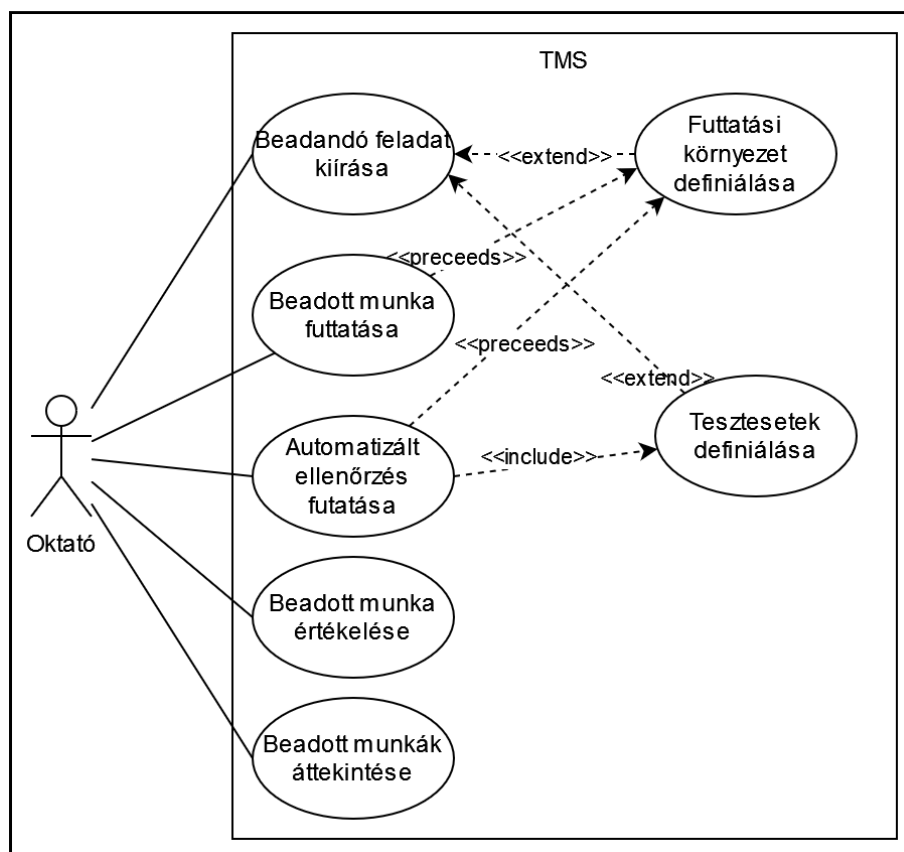 TMS
Beadandó feladat
kiírása
<<extend>>
Futtatási
környezet
definiálása
<<preceeds>>
Beadott munka
futtatása
<<preceeds>>
<<extend>>
Automatizált
ellenőrzés
futatása
<<include>>
Tesztesetek
definiálása
Oktató
Beadott munka
értékelése
Beadott munkák
áttekintése